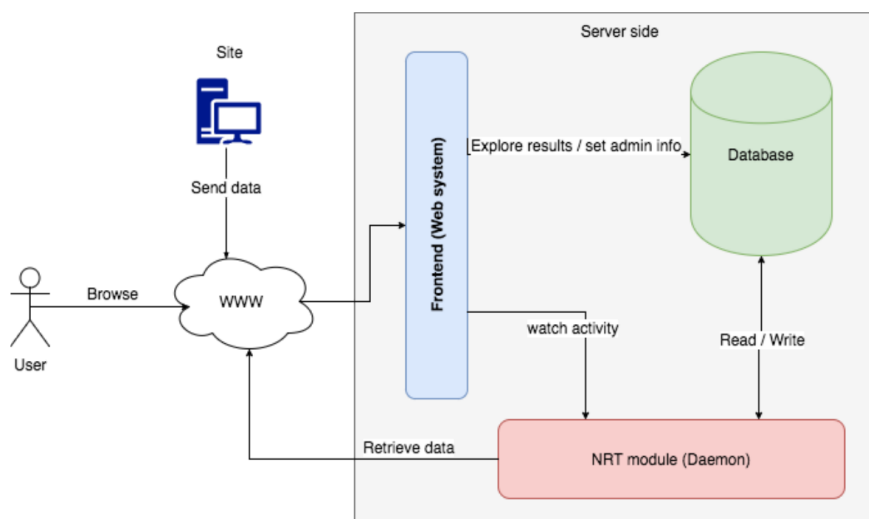 Server side
Site
Explore results / set admin info
Database
Send data
Frontend (Web system)
Browse
WWW
User
watch activity
Read / Write
Retrieve data
NRT module (Daemon)